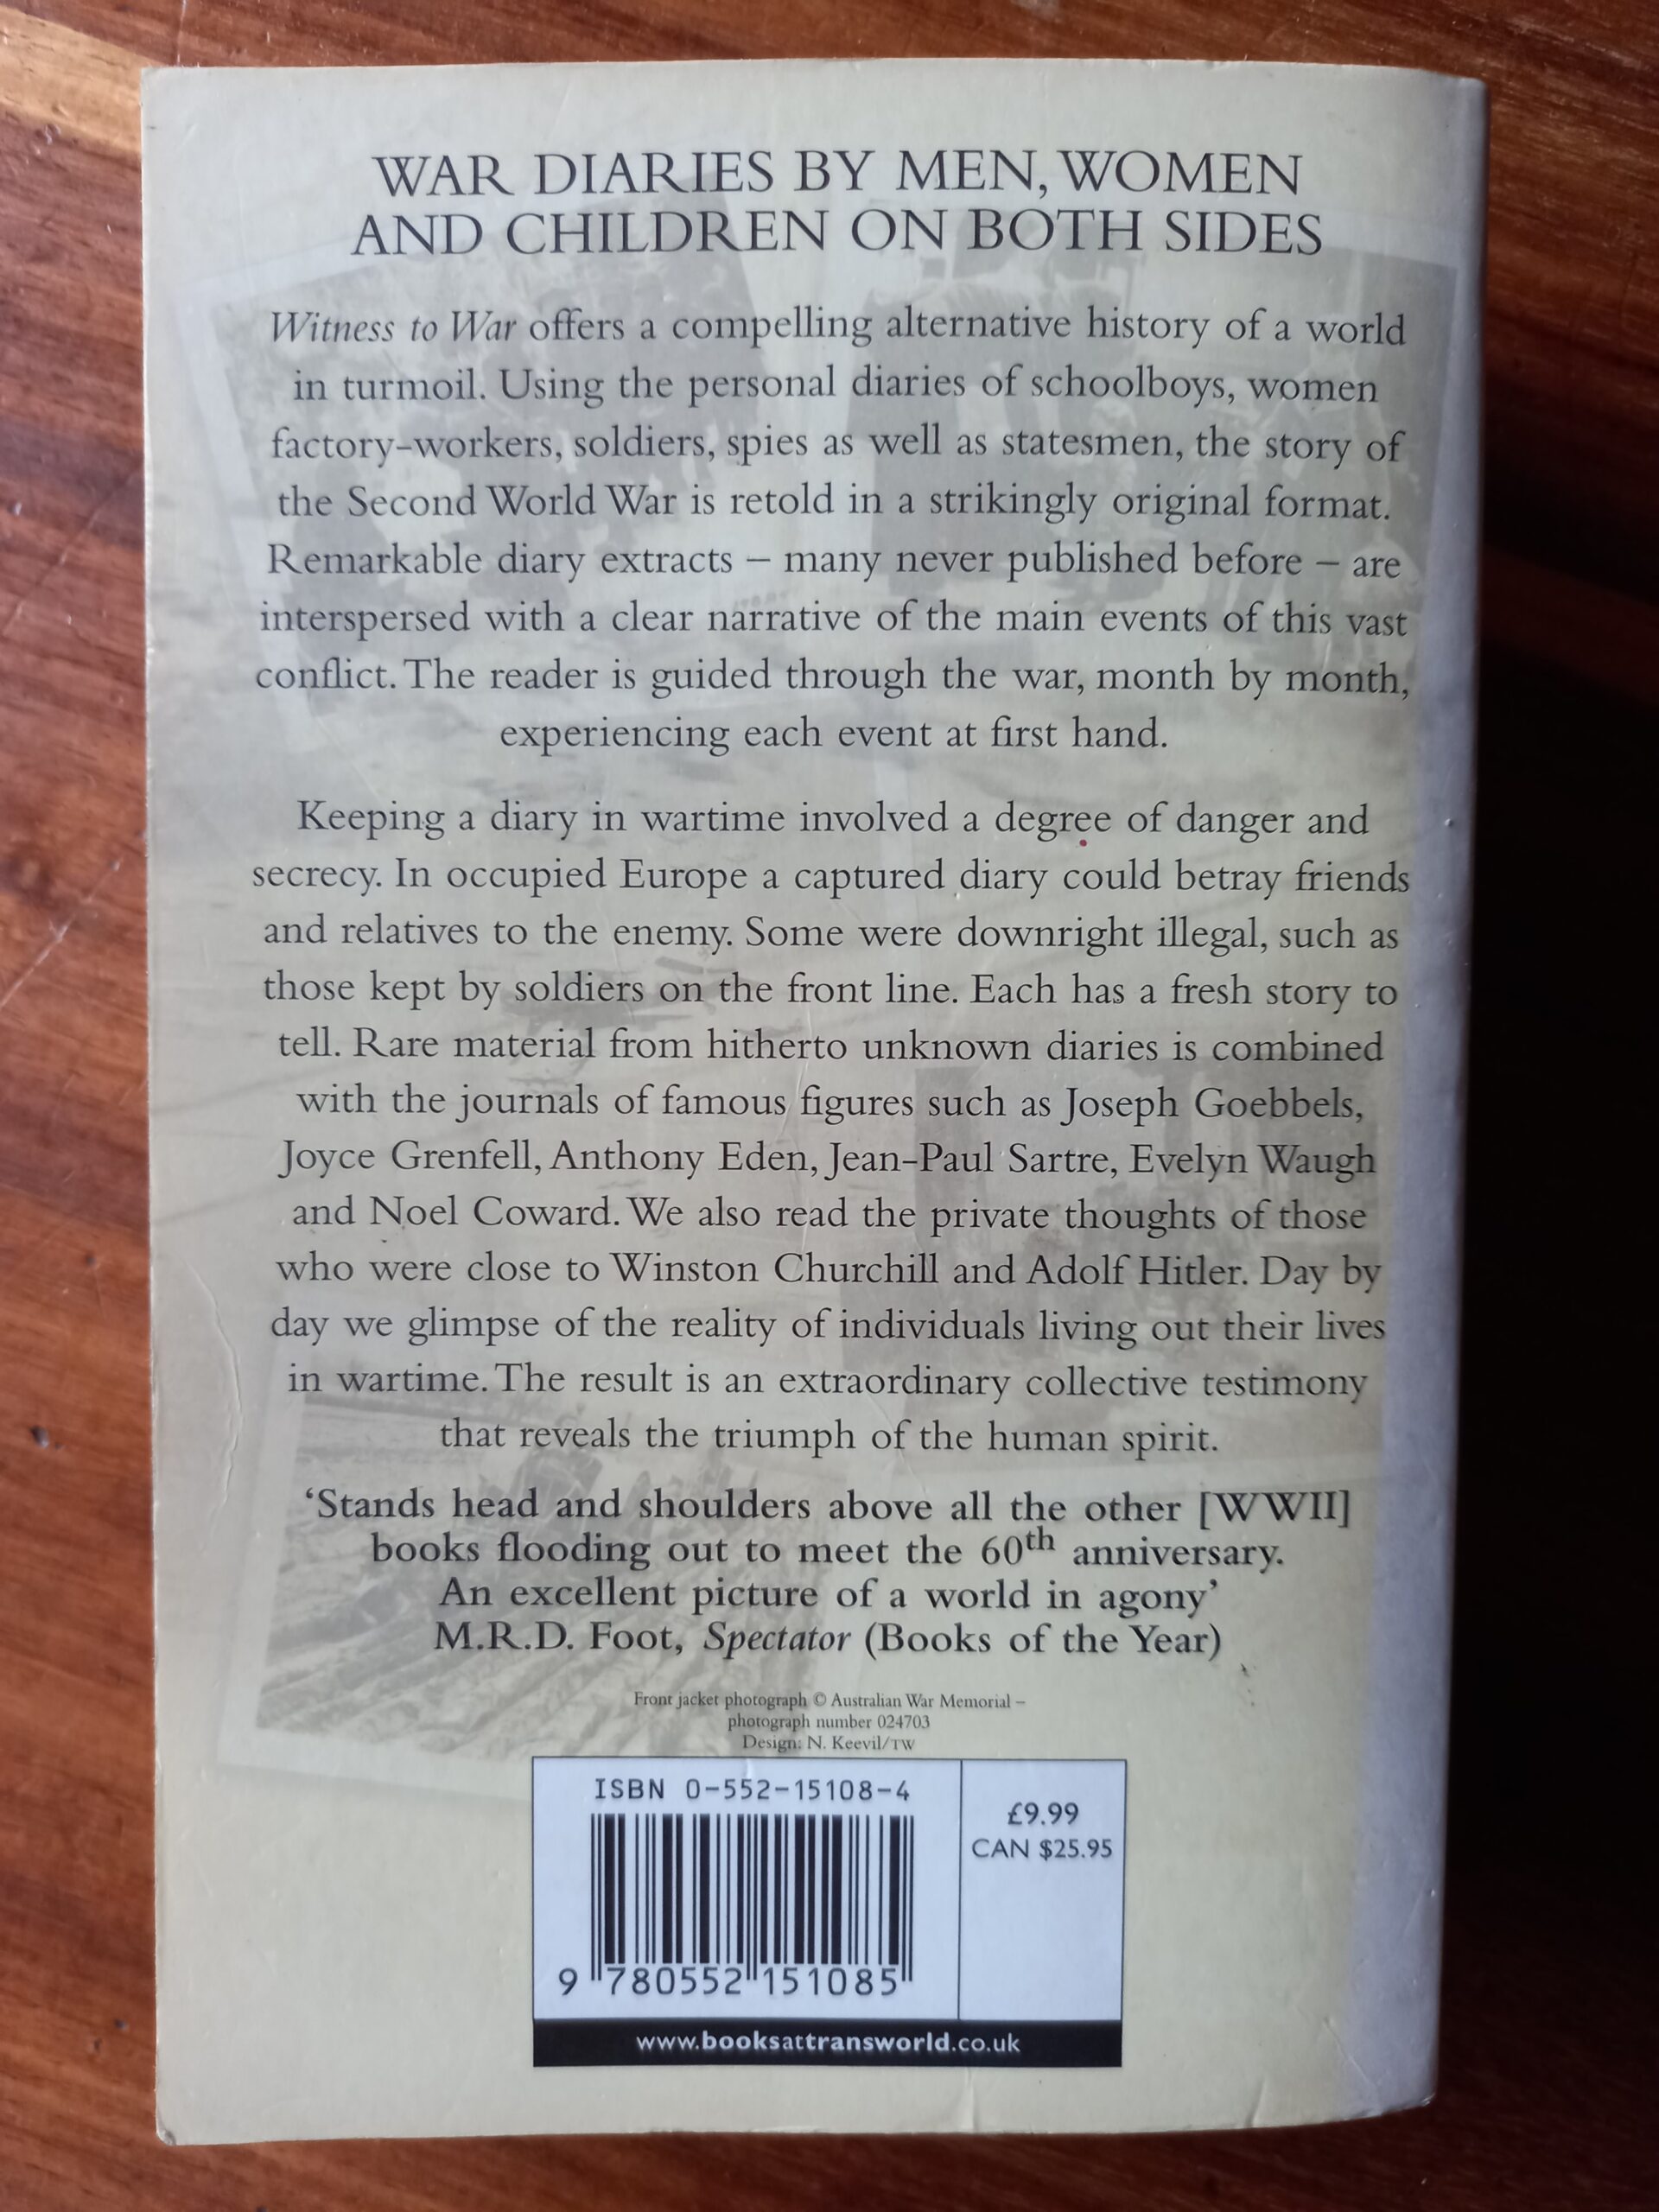 WAR DIARIES BY MEN, WOMEN
AND CHILDREN ON BOTH SIDES
Witness to War offers a compelling alternative history of a world
in turmoil. Using the personal diaries of schoolboys, women
factory-workers, soldiers, spies as well as statesmen, the story of
the Second World War is retold in a strikingly original format.
Remarkable diary extracts – many never published before – are
interspersed with a clear narrative of the main events of this vast
conflict. The reader is guided through the war, month by month,
experiencing each event at first hand.
Keeping a diary in wartime involved a degree of danger and
secrecy. In occupied Europe a captured diary could betray friends
and relatives to the enemy. Some were downright illegal, such as
those kept by soldiers on the front line. Each has a fresh story to
tell. Rare material from hitherto unknown diaries is combined
with the journals of famous figures such as Joseph Goebbels,
Joyce Grenfell, Anthony Eden, Jean-Paul Sartre, Evelyn Waugh
and Noel Coward. We also read the private thoughts of those
who were close to Winston Churchill and Adolf Hitler. Day by
day we glimpse of the reality of individuals living out their lives
in wartime. The result is an extraordinary collective testimony
that reveals the triumph of the human spirit.
‘Stands head and shoulders above all the other [WWII]
books flooding out to meet the 60th anniversary.
An excellent picture of a world in agony’
M.R.D. Foot, Spectator (Books of the Year)
Front jacket photograph © Australian War Memorial –
photograph number 024703
Design: N. Keevil/TW
ISBN 0-552-15108-4
£9.99
CAN $25.95
9 780552 151085
www.booksattransworld.co.uk